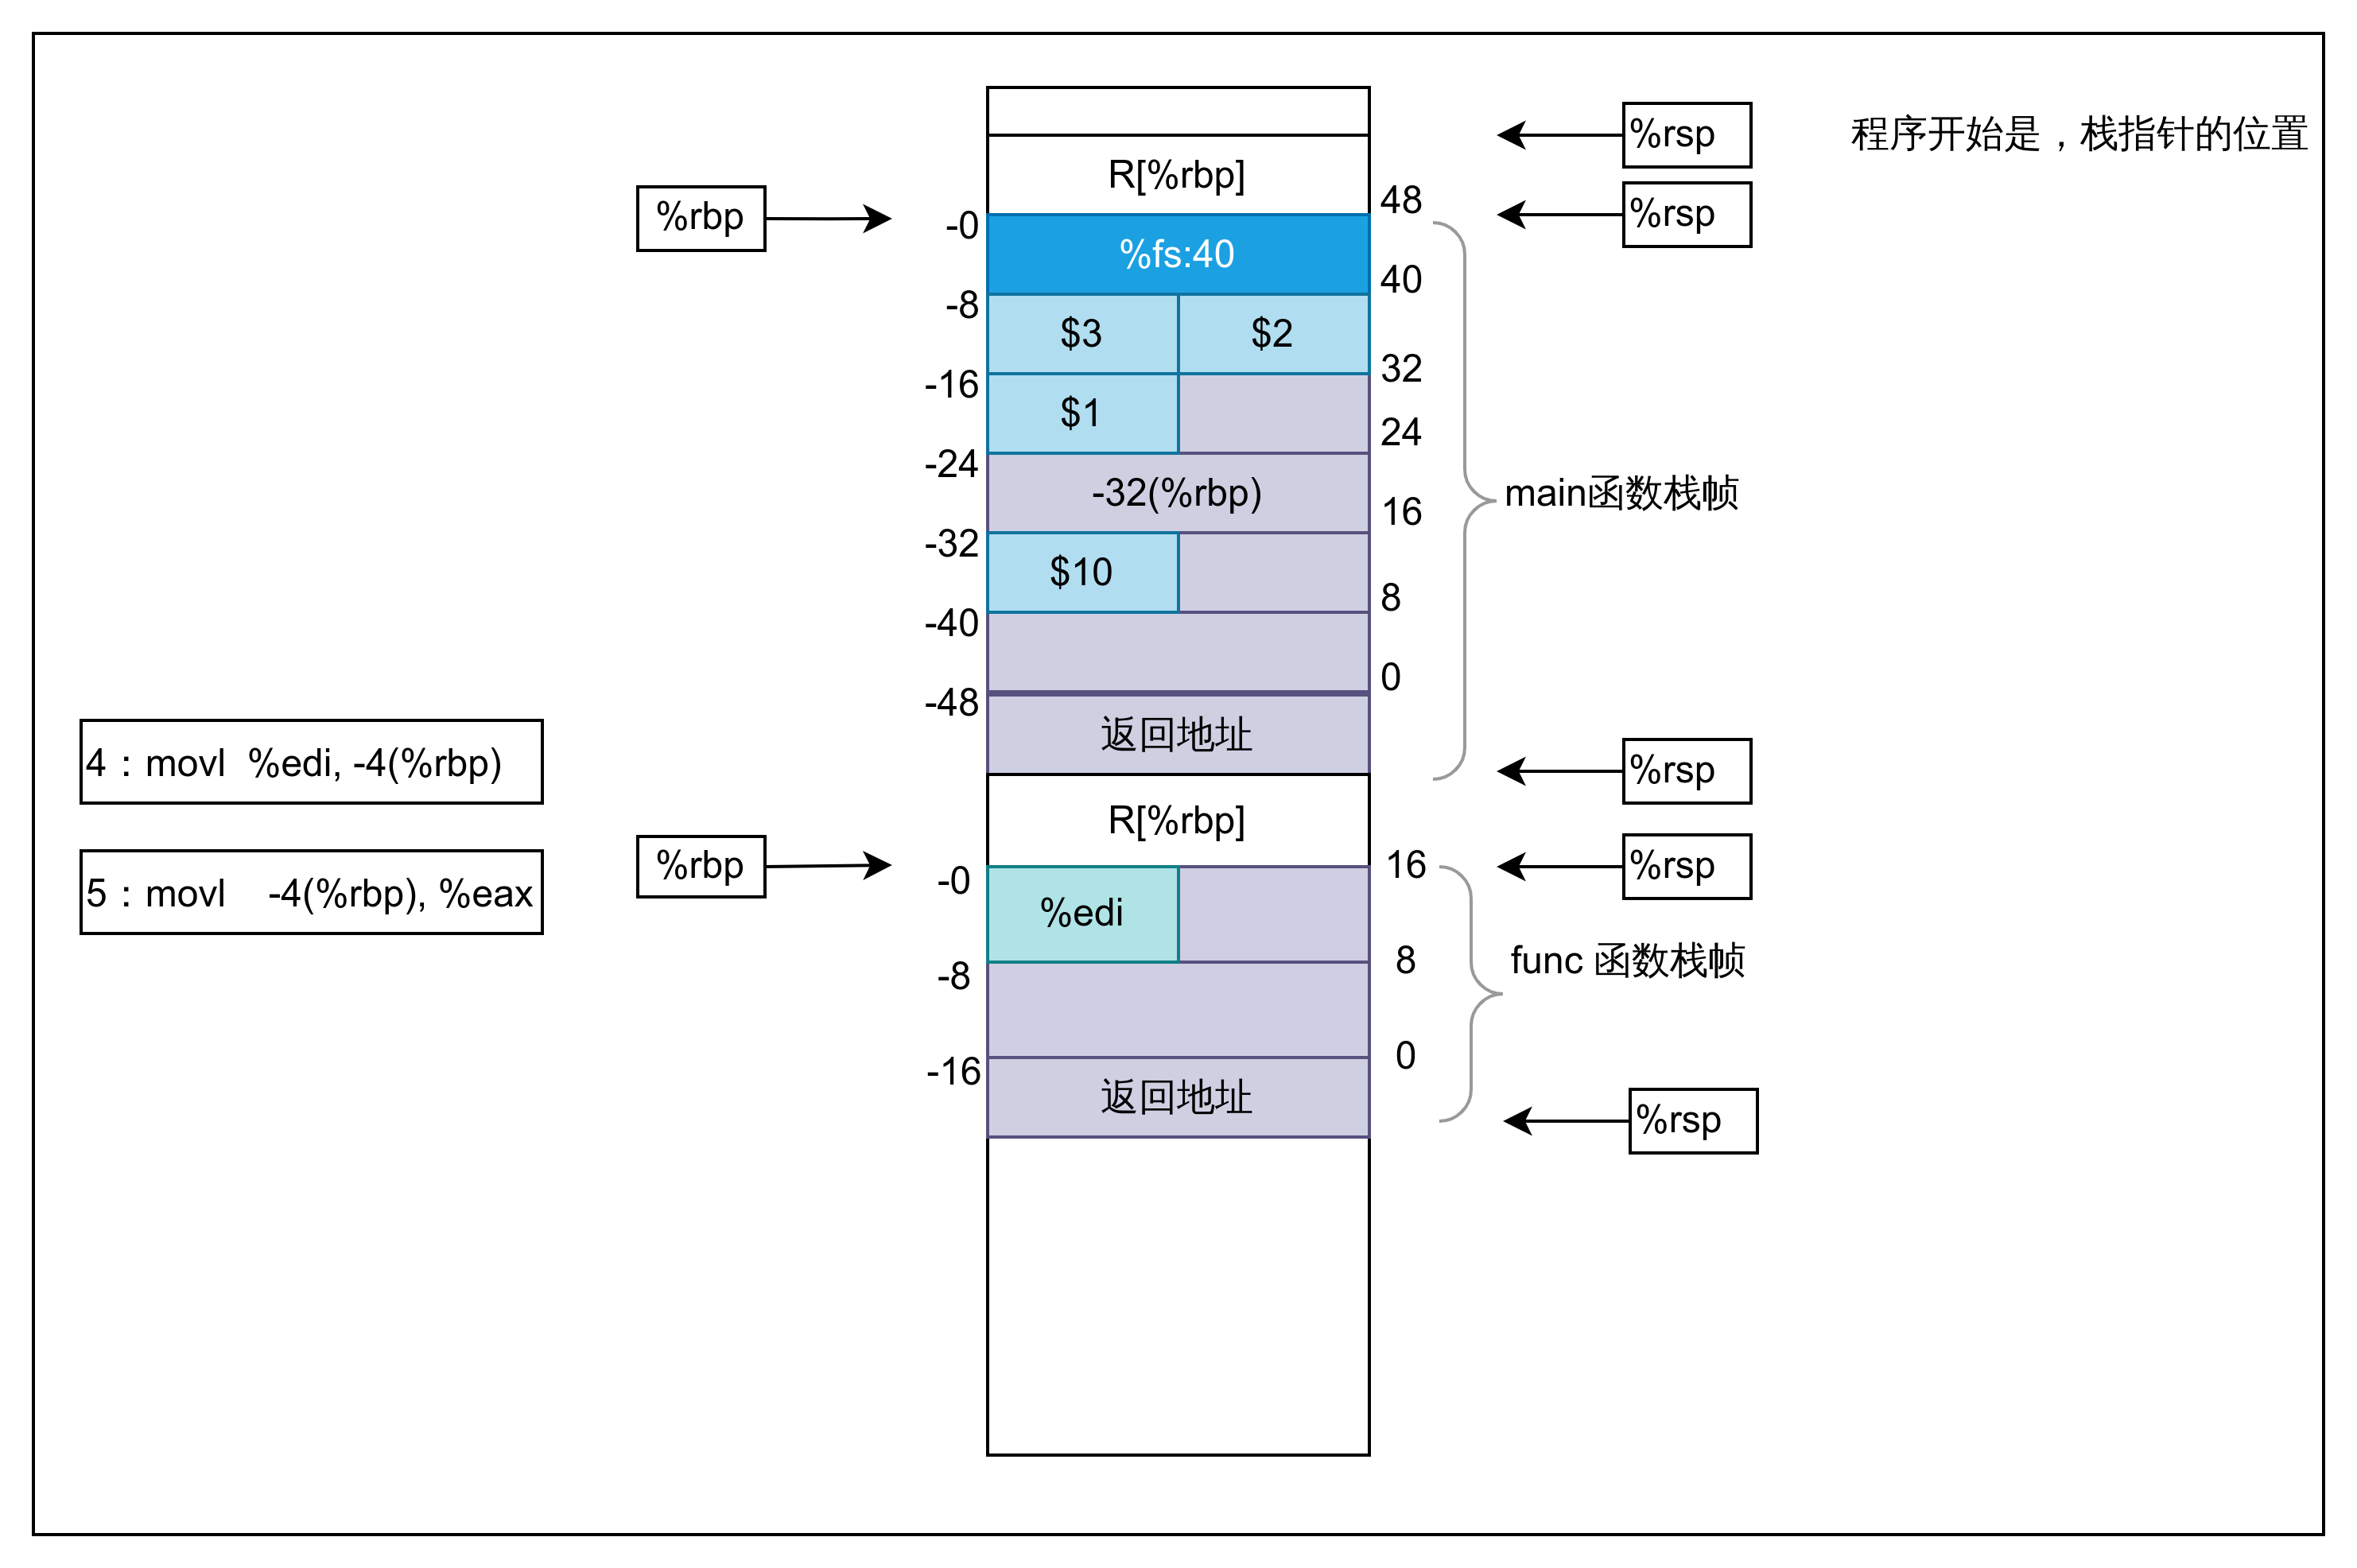 %rsp
程序开始是，栈指针的位置
R[%rbp]
%rbp
48
%rsp
-0
%fs:40
40
-8
$3
$2
32
-16
$1
24
-24
-32(%rbp)
16
main函数栈帧
-32
$10
8
-40
0
-48
返回地址
4：movl %edi, -4(%rbp)
%rsp
R[%rbp]
5：movl -4(%rbp), %eax
%rbp
16
%rsp
-0
%edi
8
func 函数栈帧
-8
0
-16
返回地址
%rsp